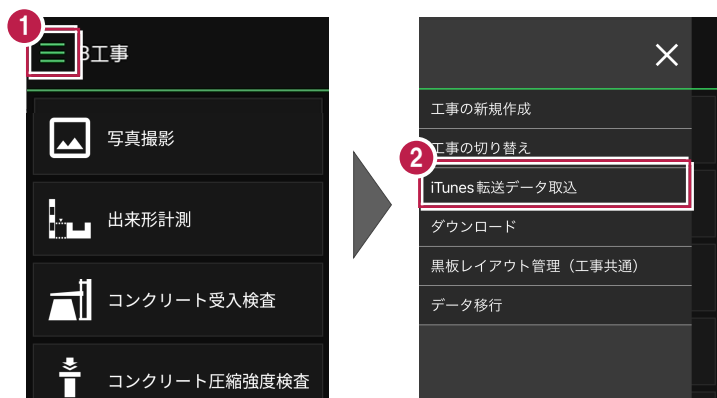 1
B工事
写真撮影
出来形計測
コンクリート受入検査
コンクリート圧縮強度検査
工事の新規作成
工事の切り替え
2
iTunes転送データ取込
ダウンロード
黒板レイアウト管理（工事共通）
データ移行